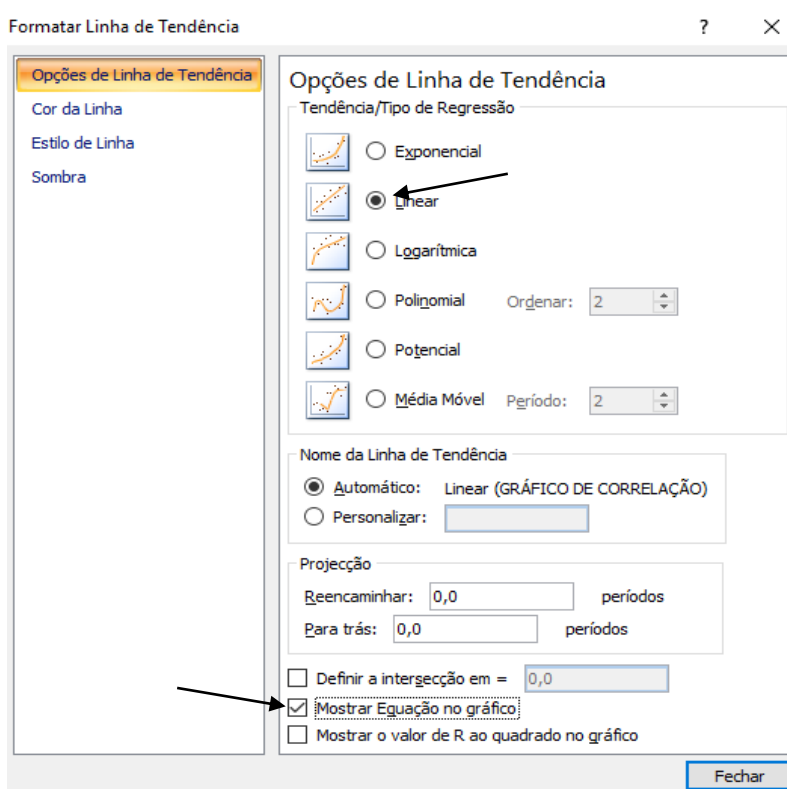 Formatar Linha de Tendência ? ×
Opções de Linha de Tendência
Cor da Linha
Estilo de Linha
Sombra
Opções de Linha de Tendência
Tendência/Tipo de Regressão
Exponencial
Linear
Logarítmica
Polinomial Ordenar: 2
Potencial
Média Móvel Período: 2
Nome da Linha de Tendência
Automático: Linear (GRÁFICO DE CORRELAÇÃO)
Personalizar:
Projecção
Reencaminhar: 0,0 períodos
Para trás: 0,0 períodos
Definir a intersecção em = 0,0
Mostrar Equação no gráfico
Mostrar o valor de R ao quadrado no gráfico
Fechar